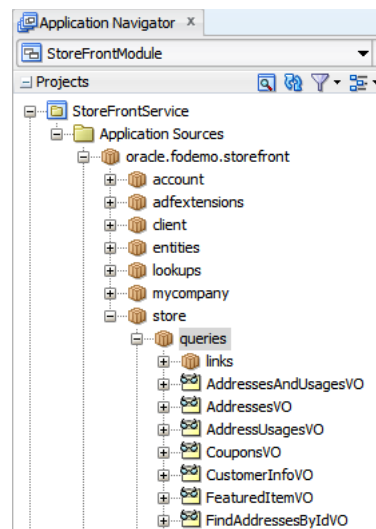 Application Navigator x
StoreFrontModule
Projects
StoreFrontService
Application Sources
oracle.fodemo.storefront
account
adfextensions
client
entities
lookups
mycompany
store
queries
links
AddressesAndUsagesVO
AddressesVO
AddressUsagesVO
CouponsVO
CustomerInfoVO
FeaturedItemVO
FindAddressesByIdVO